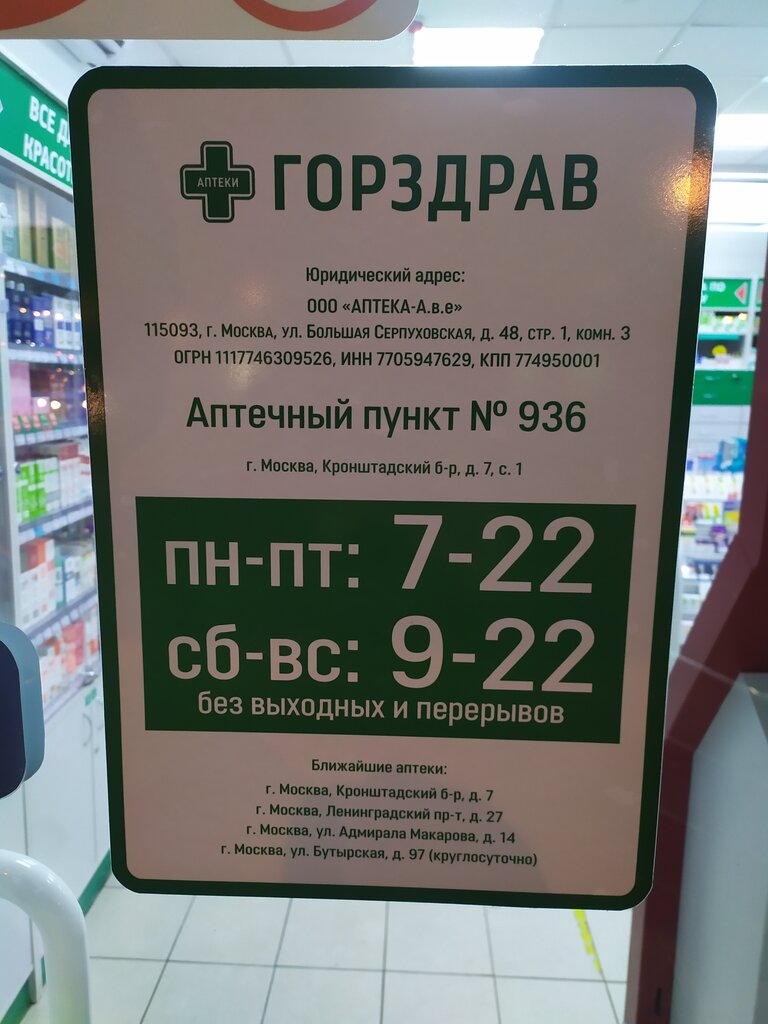 ВСЕ Д
КРАСОТ
АПТЕКИ
ГОРЗДРАВ
Юридический адрес:
ООО «АПТЕКА-А.в.е»
115093, г. Москва, ул. Большая Серпуховская, д. 48, стр. 1, комн. 3
ОГРН 1117746309526, ИНН 7705947629, КПП 774950001
Аптечный пункт № 936
г. Москва, Кронштадский б-р, д. 7, с. 1
пн-пт: 7-22
сб-вс: 9-22
без выходных и перерывов
Ближайшие аптеки:
г. Москва, Кронштадский б-р, д. 7
г. Москва, Ленинградский пр-т, д. 27
г. Москва, ул. Адмирала Макарова, д. 14
г. Москва, ул. Бутырская, д. 97 (круглосуточно)